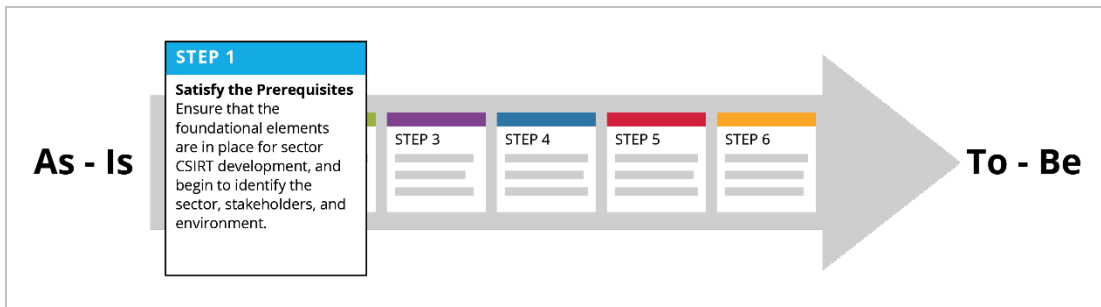 As - Is
STEP 1
Satisfy the Prerequisites
Ensure that the
foundational elements
are in place for sector
CSIRT development, and
begin to identify the
sector, stakeholders, and
environment.
STEP 3
STEP 4
STEP 5
STEP 6
To - Be